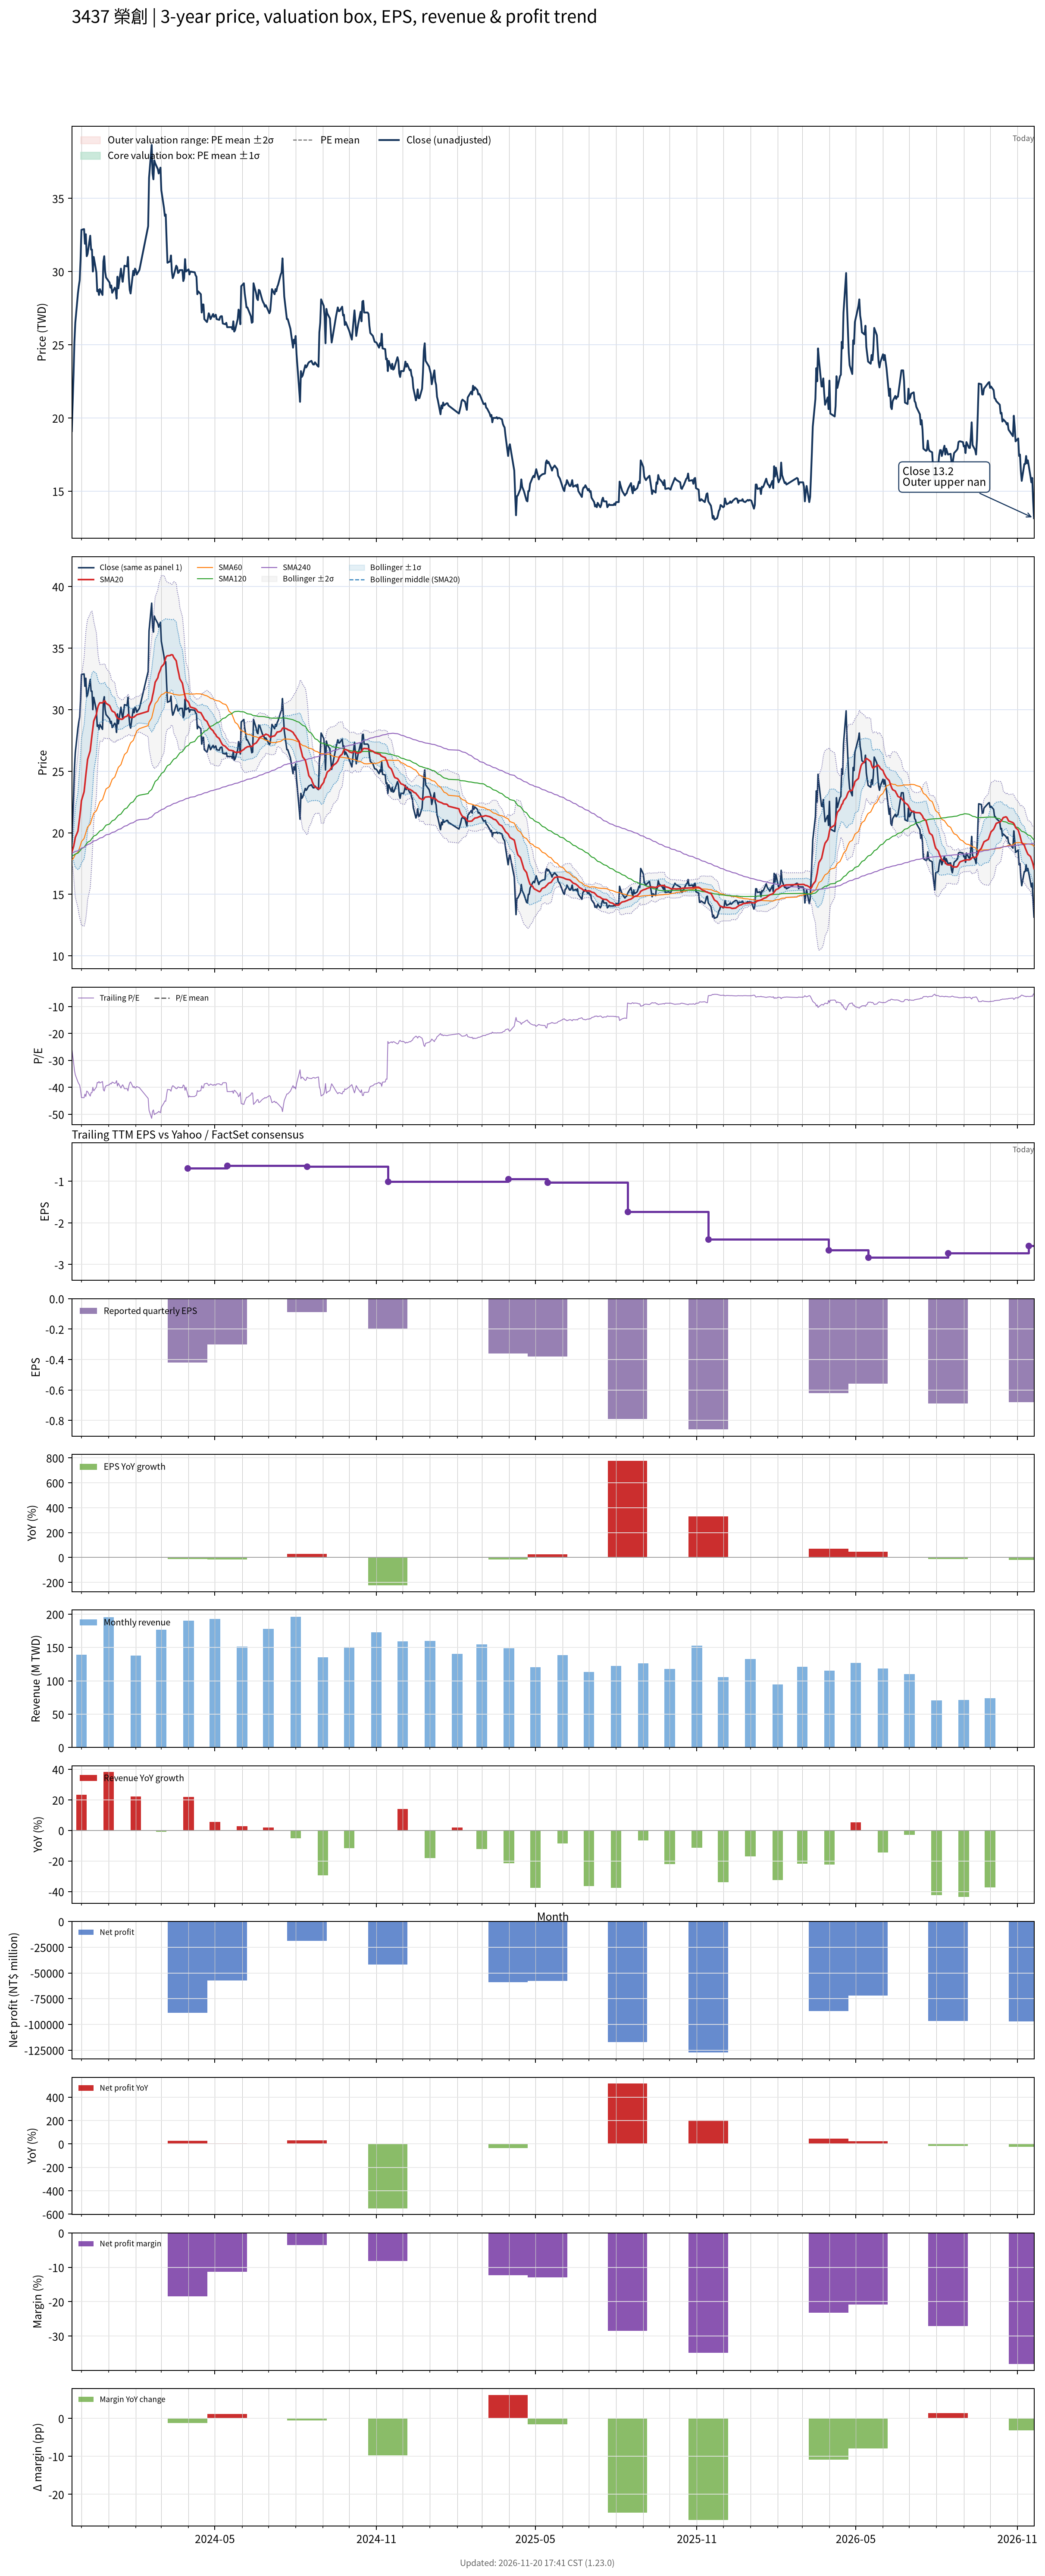 3437 榮創 | 3-year price, valuation box, EPS, revenue & profit trend
Outer valuation range: PE mean ±2σ
PE mean
Close (unadjusted)
Core valuation box: PE mean ±1σ
Today
35
30
25
20
15
Price (TWD)
Close 13.2
Outer upper nan
Close (same as panel 1)
SMA20
SMA60
SMA120
SMA240
Bollinger ±2σ
Bollinger ±1σ
Bollinger middle (SMA20)
40
35
30
25
20
15
10
Price
Trailing P/E
P/E mean
-10
-20
-30
-40
-50
P/E
Trailing TTM EPS vs Yahoo / FactSet consensus
Today
-1
-2
-3
EPS
Reported quarterly EPS
0.0
-0.2
-0.4
-0.6
-0.8
EPS
EPS YoY growth
800
600
400
200
0
-200
YoY (%)
Monthly revenue
200
150
100
50
0
Revenue (M TWD)
Revenue YoY growth
40
20
0
-20
-40
YoY (%)
Month
Net profit
0
-25000
-50000
-75000
-100000
-125000
Net profit (NT$ million)
Net profit YoY
400
200
0
-200
-400
-600
YoY (%)
Net profit margin
0
-10
-20
-30
Margin (%)
Margin YoY change
0
-10
-20
Δ margin (pp)
2024-05
2024-11
2025-05
2025-11
2026-05
2026-11
Updated: 2026-11-20 17:41 CST (1.23.0)